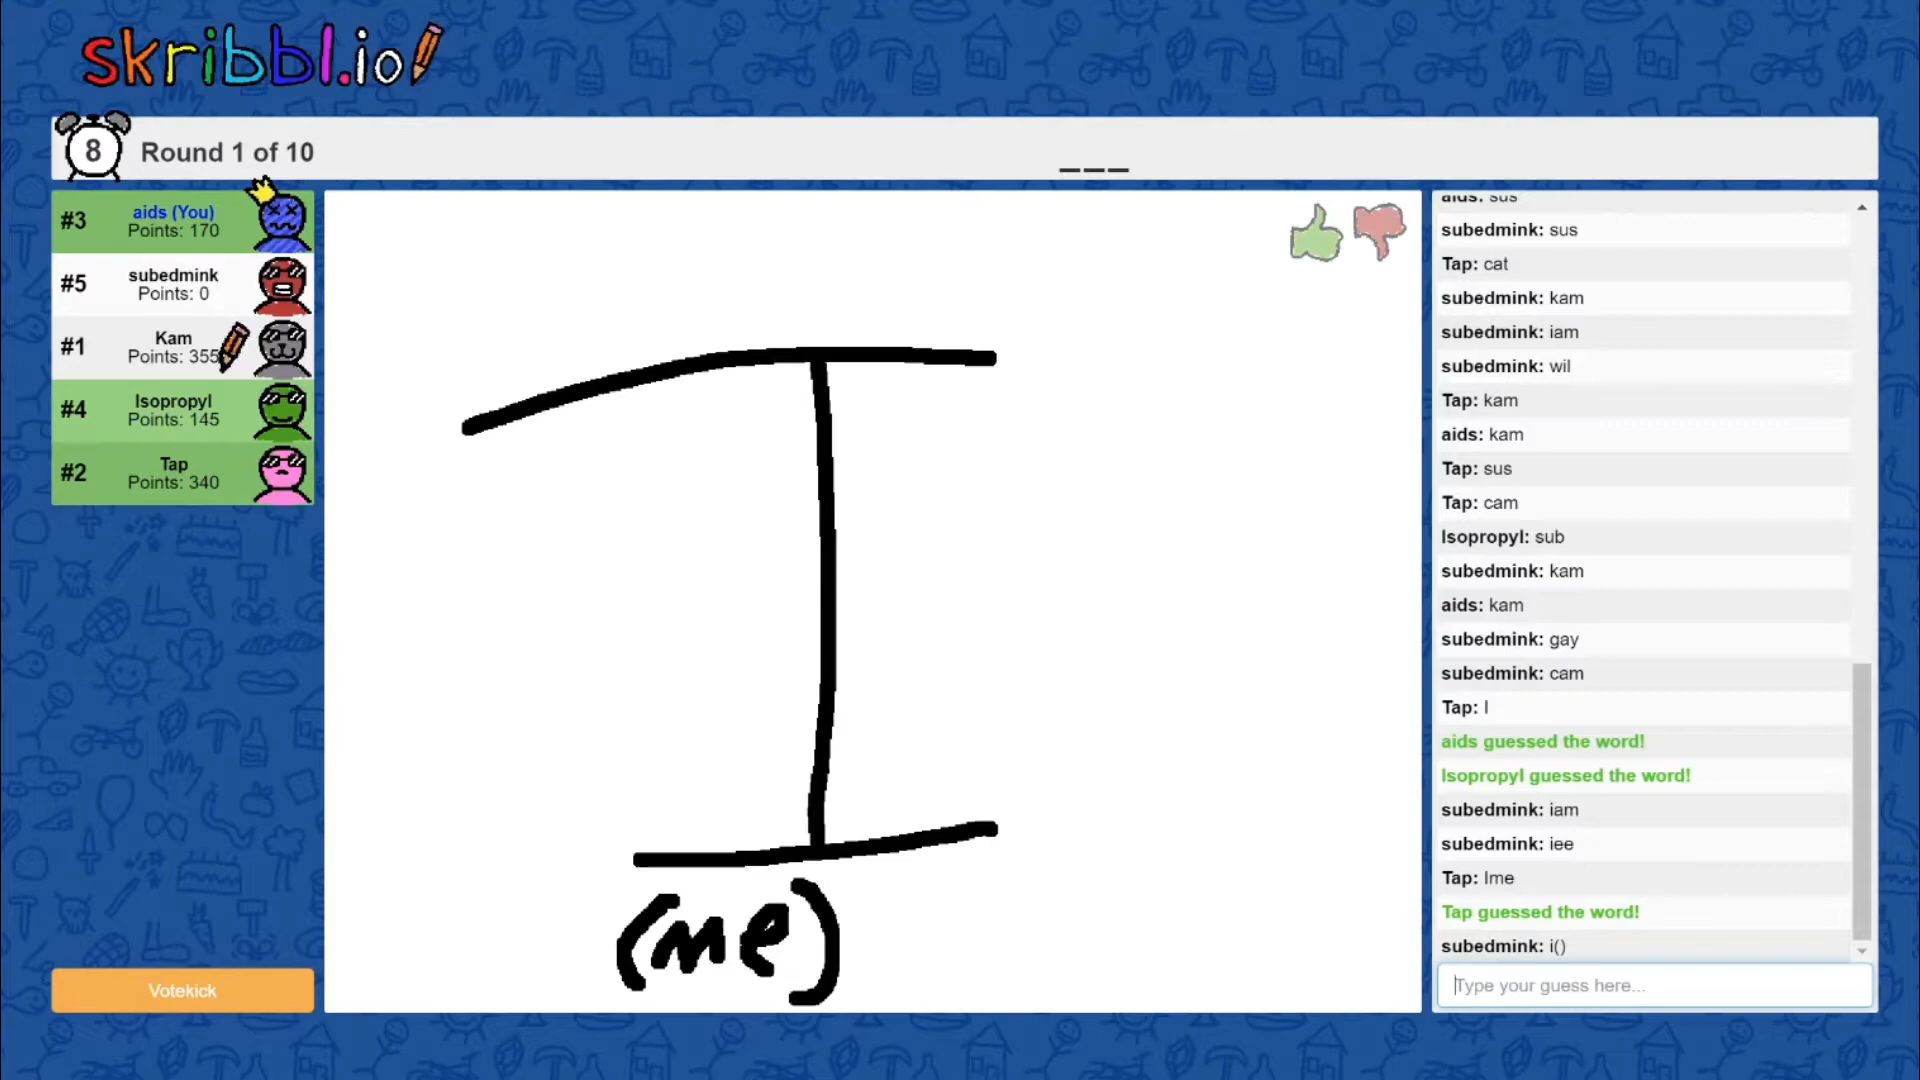 skribbl.io
8
Round 1 of 10
___
#3
aids (You)
Points: 170
#5
subedmink
Points: 0
#1
Kam
Points: 355
#4
Isopropyl
Points: 145
#2
Tap
Points: 340
Votekick
(me)
aids: sus
subedmink: sus
Tap: cat
subedmink: kam
subedmink: iam
subedmink: wil
Tap: kam
aids: kam
Tap: sus
Tap: cam
Isopropyl: sub
subedmink: kam
aids: kam
subedmink: gay
subedmink: cam
Tap: I
aids guessed the word!
Isopropyl guessed the word!
subedmink: iam
subedmink: iee
Tap: Ime
Tap guessed the word!
subedmink: i()
Type your guess here...